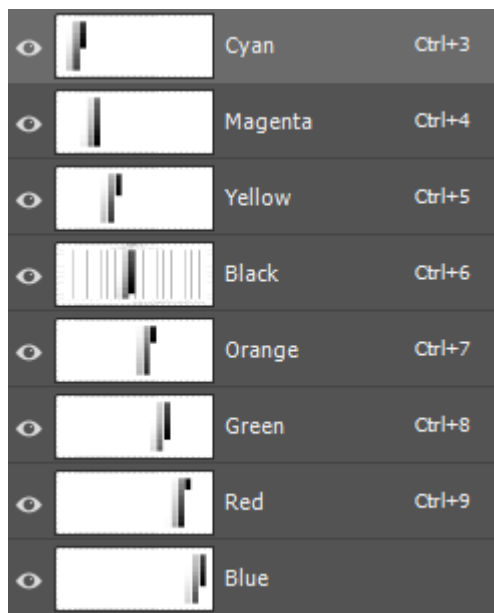 Cyan Ctrl+3
Magenta Ctrl+4
Yellow Ctrl+5
Black Ctrl+6
Orange Ctrl+7
Green Ctrl+8
Red Ctrl+9
Blue